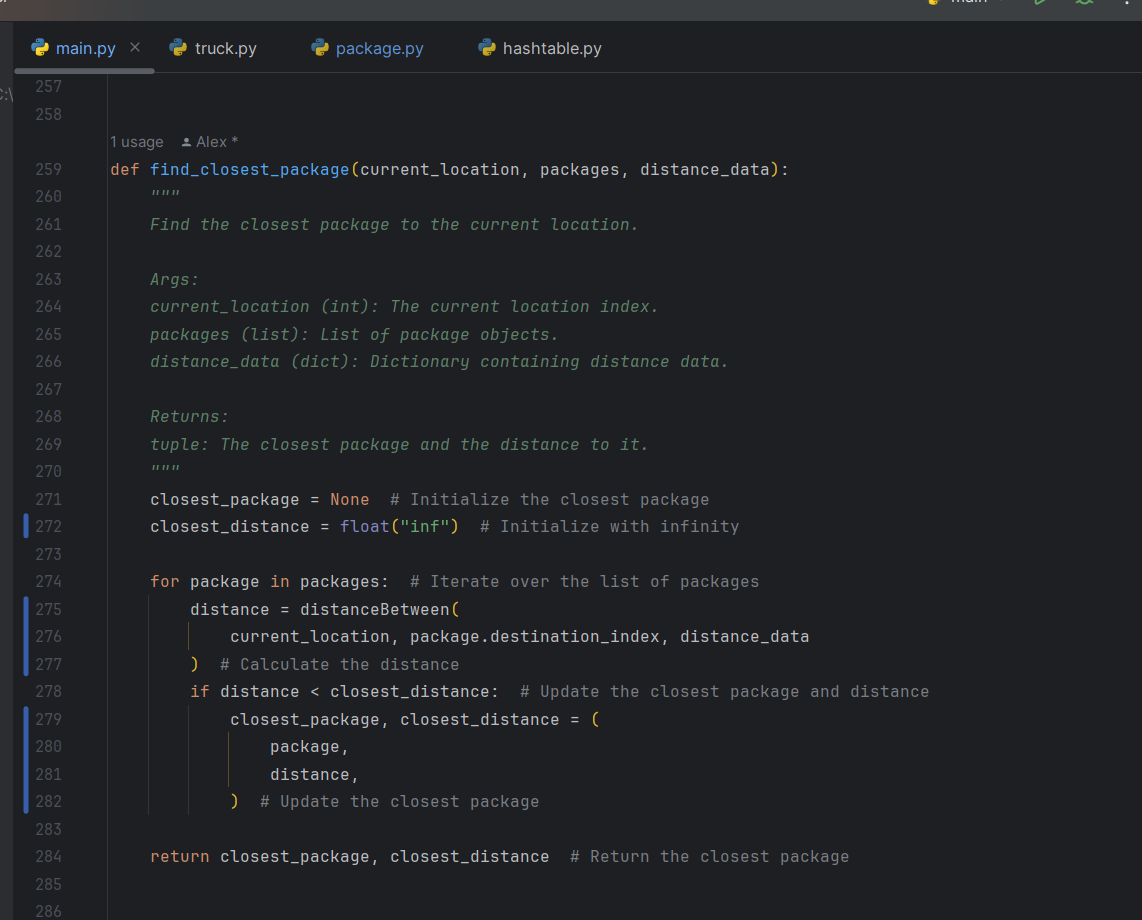 main
main.py × truck.py package.py hashtable.py
257
258
1 usage Alex *
259 def find_closest_package(current_location, packages, distance_data):
260 """
261 Find the closest package to the current location.
262
263 Args:
264 current_location (int): The current location index.
265 packages (list): List of package objects.
266 distance_data (dict): Dictionary containing distance data.
267
268 Returns:
269 tuple: The closest package and the distance to it.
270 """
271 closest_package = None  # Initialize the closest package
272 closest_distance = float("inf")  # Initialize with infinity
273
274 for package in packages:  # Iterate over the list of packages
275 distance = distanceBetween(
276 current_location, package.destination_index, distance_data
277 )  # Calculate the distance
278 if distance < closest_distance:  # Update the closest package and distance
279 closest_package, closest_distance = (
280 package,
281 distance,
282 )  # Update the closest package
283
284 return closest_package, closest_distance  # Return the closest package
285
286